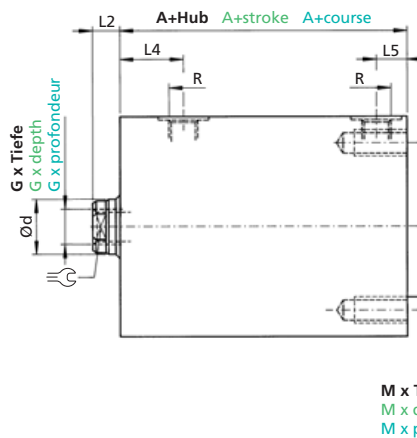 A+Hub A+stroke A+course
L2
L4
L5
R
R
G x Tiefe
G x depth
G x profondeur
Ød
M x
M x
M x